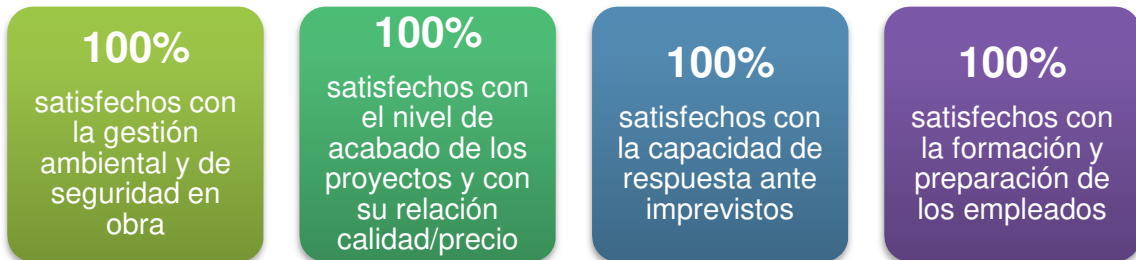 100%
satisfechos con
la gestión
ambiental y de
seguridad en
obra
100%
satisfechos con
el nivel de
acabado de los
proyectos y con
su relación
calidad/precio
100%
satisfechos con
la capacidad de
respuesta ante
imprevistos
100%
satisfechos con
la formación y
preparación de
los empleados